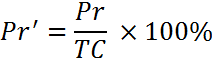 Pr′ = Pr/TC × 100%